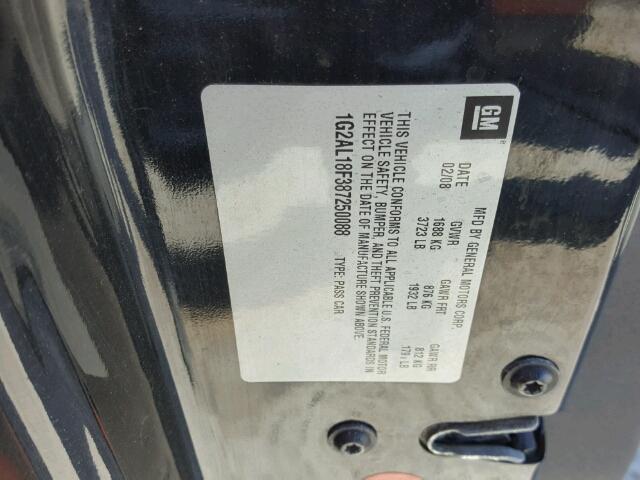 GM
MFD BY GENERAL MOTORS CORP.
DATE GVWR GAWR FRT GAWR RR
02/08 1688 KG 876 KG 812 KG
3723 LB 1932 LB 1791 LB
THIS VEHICLE CONFORMS TO ALL APPLICABLE U.S. FEDERAL MOTOR
VEHICLE SAFETY, BUMPER, AND THEFT PREVENTION STANDARDS IN
EFFECT ON THE DATE OF MANUFACTURE SHOWN ABOVE.
1G2AL18F387250088 TYPE: PASS CAR